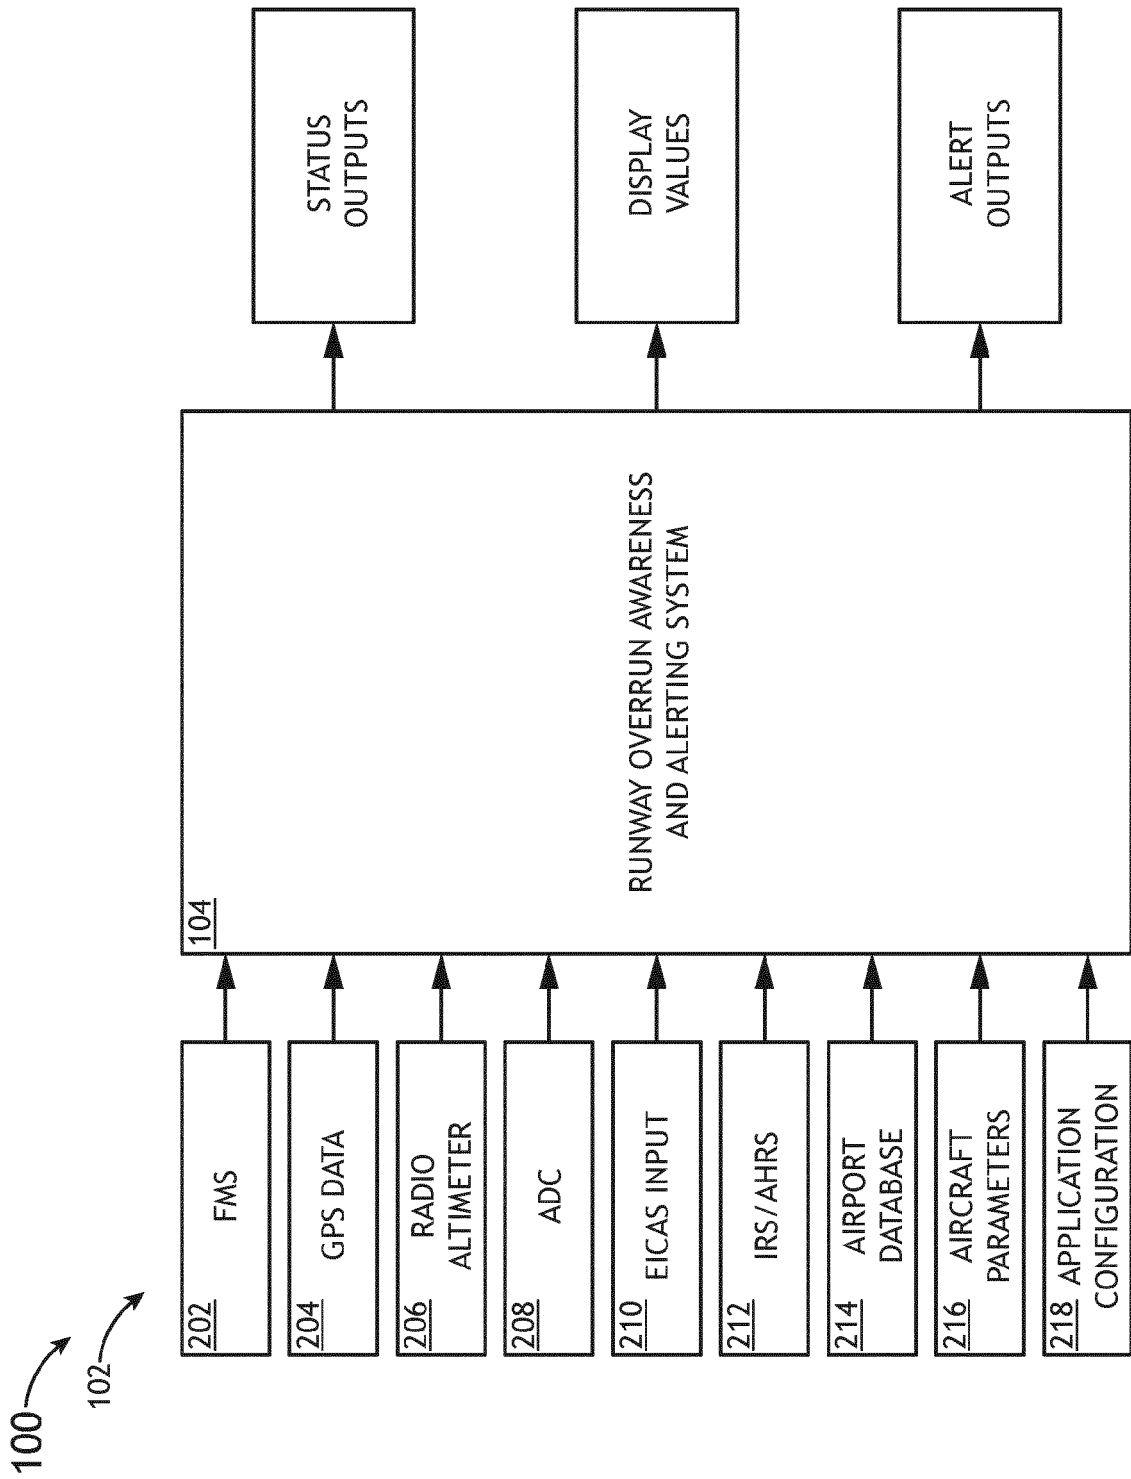 100
102
202
FMS
204
GPS DATA
206
RADIO
ALTIMETER
208
ADC
210
EICAS INPUT
212
IRS/AHRS
214
AIRPORT
DATABASE
216
AIRCRAFT
PARAMETERS
218 APPLICATION
CONFIGURATION
104
RUNWAY OVERRUN AWARENESS
AND ALERTING SYSTEM
STATUS
OUTPUTS
DISPLAY
VALUES
ALERT
OUTPUTS